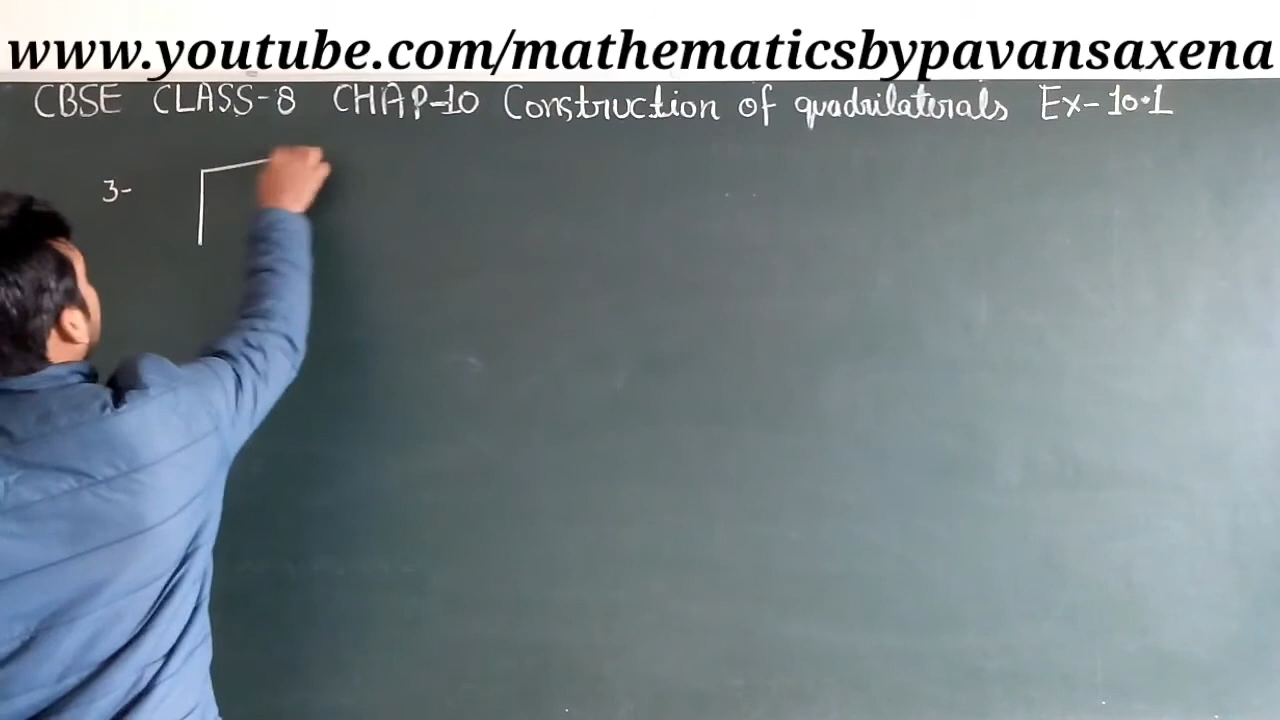 www.youtube.com/mathematicsbypavansaxena
CBSE CLASS-8 CHAP-10 Construction of quadrilaterals Ex-10.1
3-